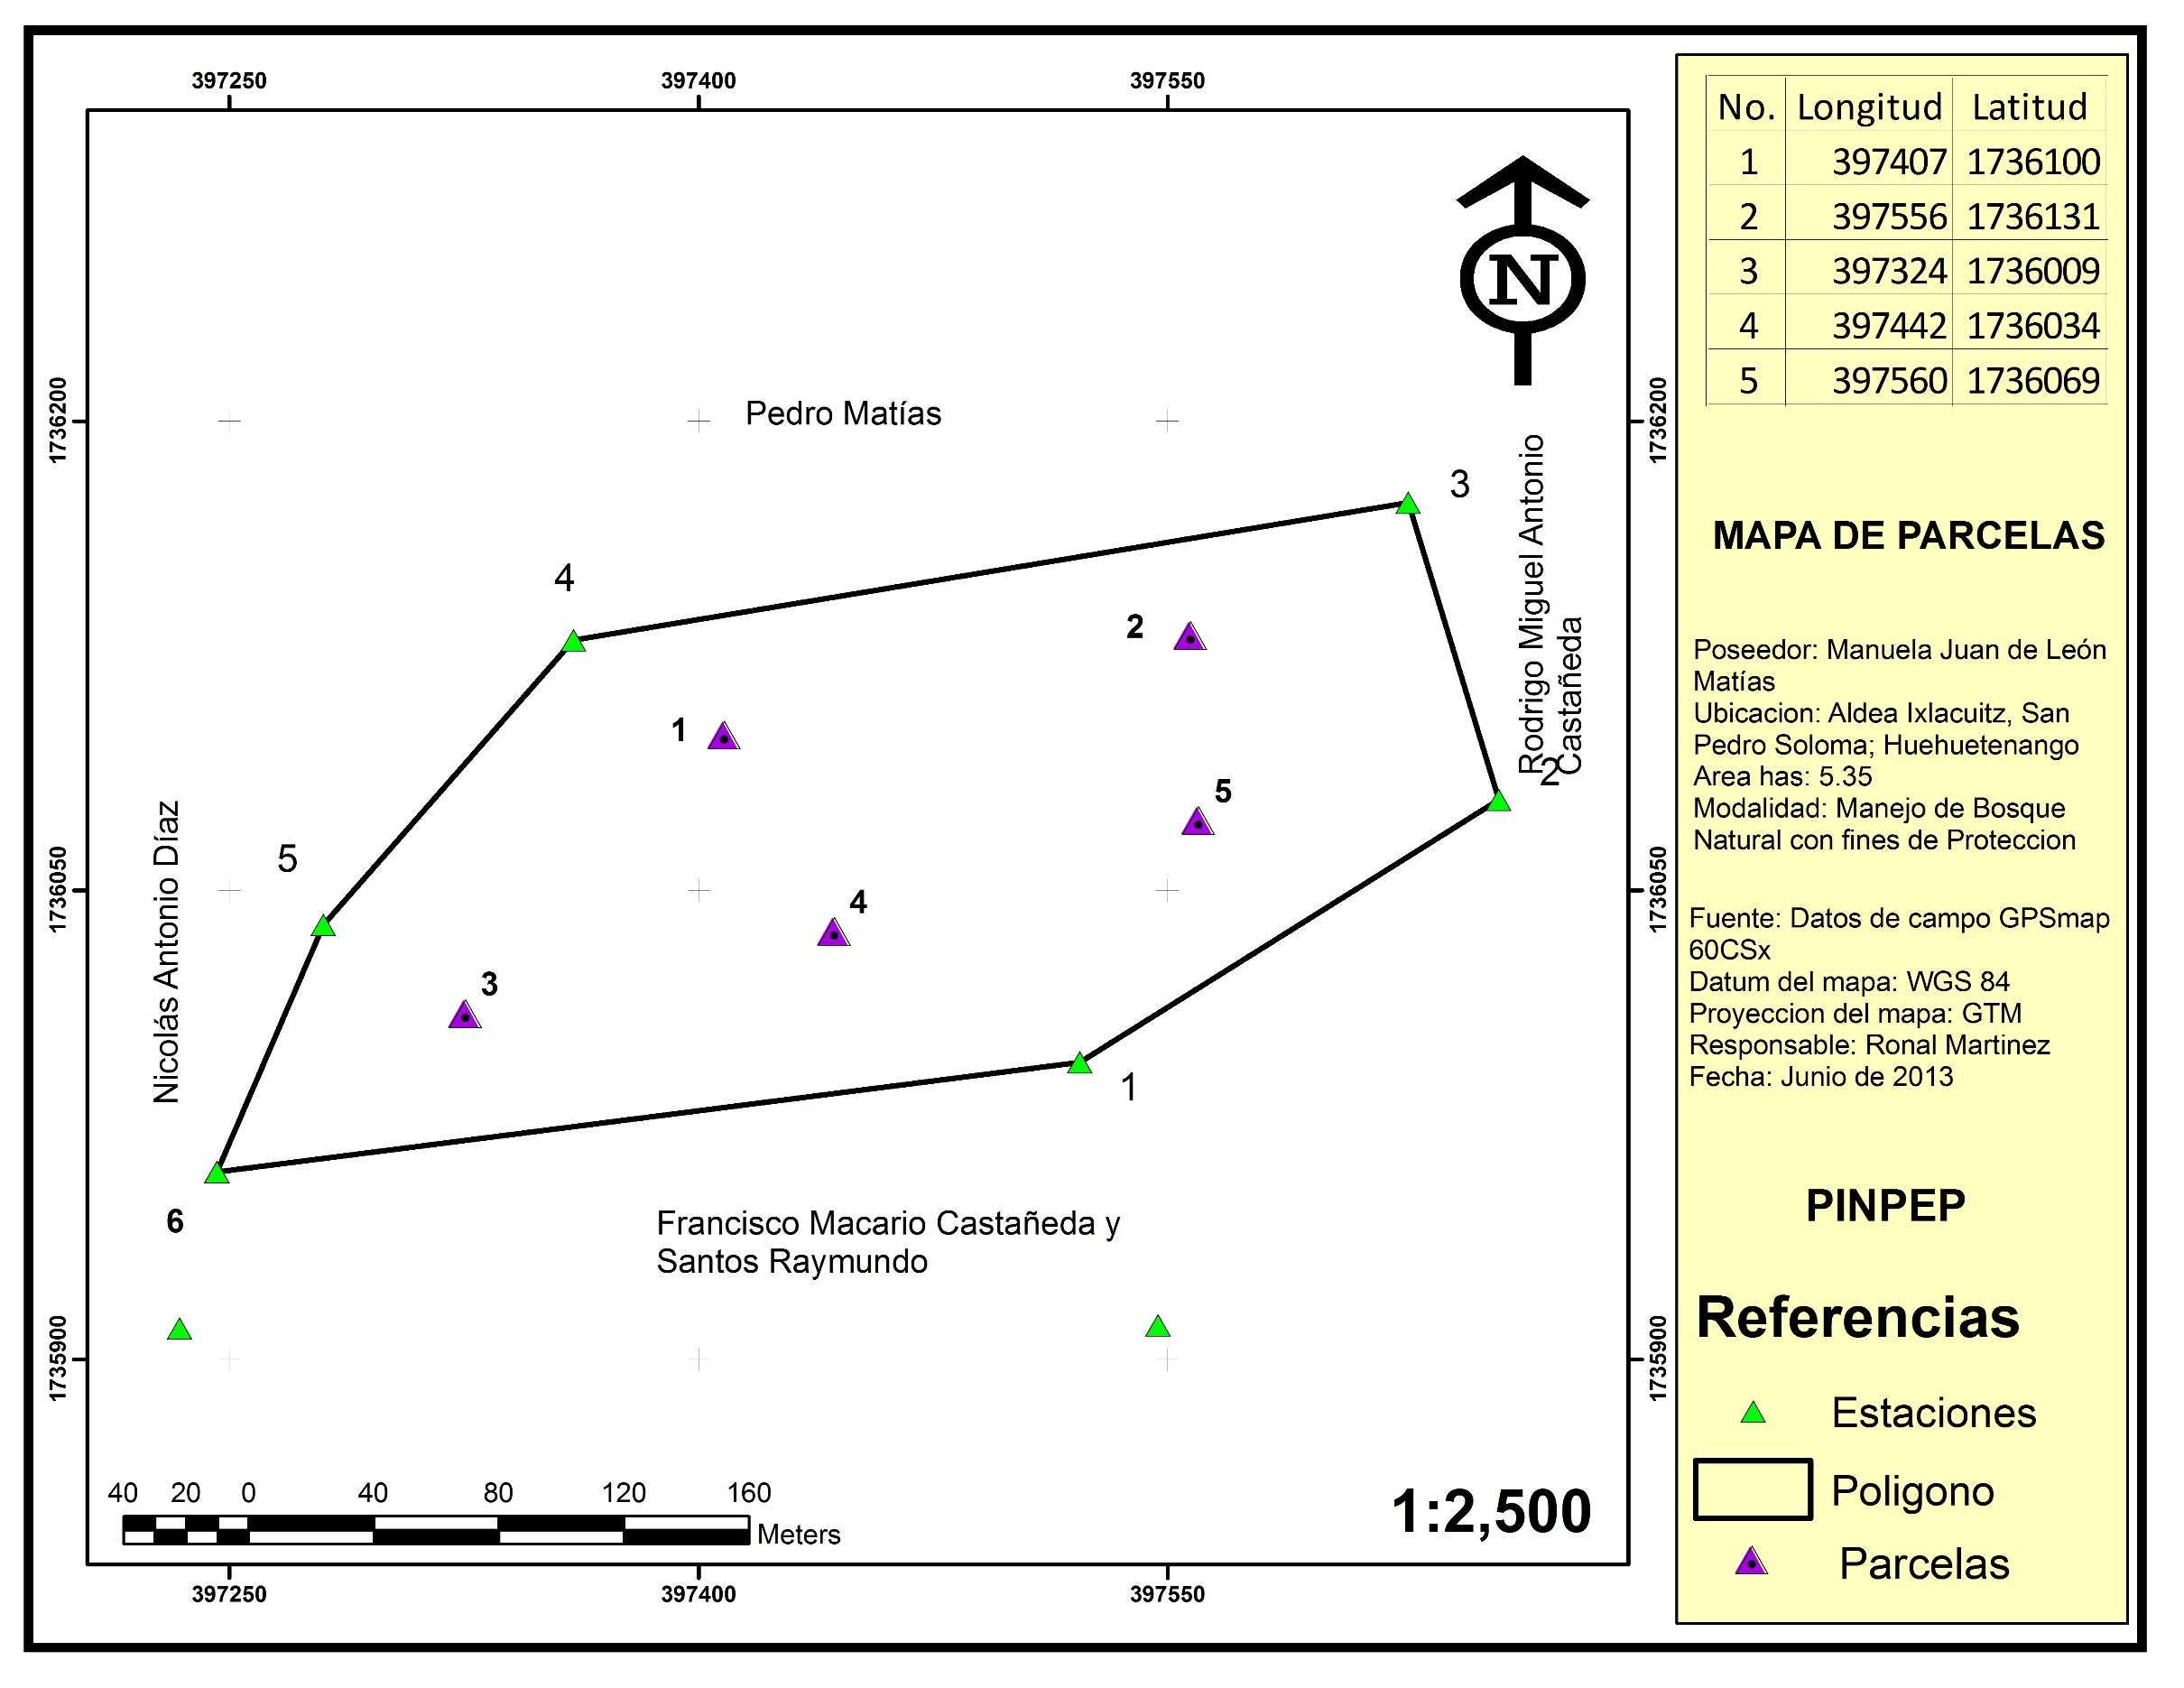 397250 397400 397550
1736200
1736050
1735900
1736200
1736050
1735900
397250 397400 397550
N
Pedro Matías
Rodrigo Miguel Antonio
Castañeda
Nicolás Antonio Díaz
Francisco Macario Castañeda y
Santos Raymundo
3
4
2
5
1
6
2
1
5
4
3
40 20 0 40 80 120 160
Meters
1:2,500
No. Longitud Latitud
1 397407 1736100
2 397556 1736131
3 397324 1736009
4 397442 1736034
5 397560 1736069
MAPA DE PARCELAS
Poseedor: Manuela Juan de León
Matías
Ubicacion: Aldea Ixlacuitz, San
Pedro Soloma; Huehuetenango
Area has: 5.35
Modalidad: Manejo de Bosque
Natural con fines de Proteccion
Fuente: Datos de campo GPSmap
60CSx
Datum del mapa: WGS 84
Proyeccion del mapa: GTM
Responsable: Ronal Martinez
Fecha: Junio de 2013
PINPEP
Referencias
Estaciones
Poligono
Parcelas